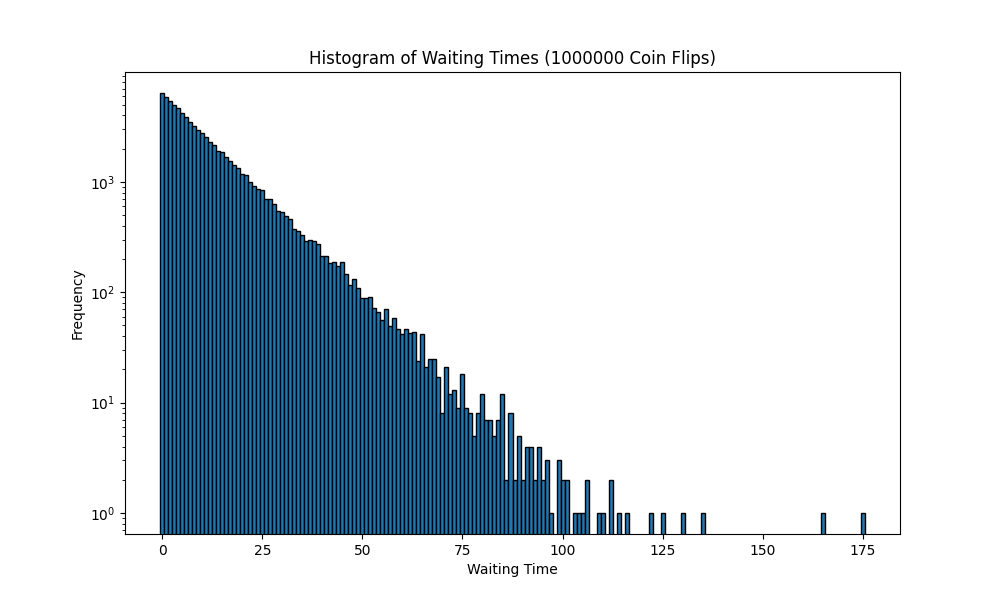 Histogram of Waiting Times (1000000 Coin Flips)
Frequency
10³
10²
10¹
10⁰
0 25 50 75 100 125 150 175
Waiting Time